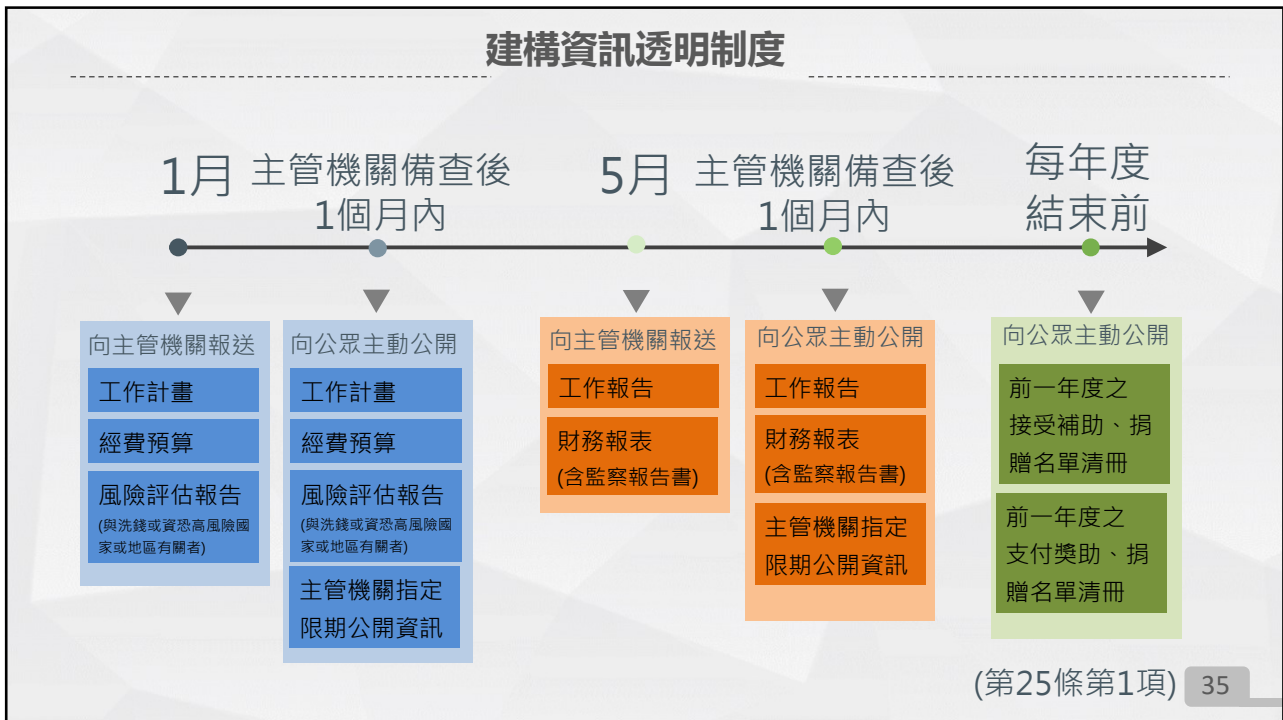 建構資訊透明制度
1月
主管機關備查後
1個月內
5月
主管機關備查後
1個月內
每年度
結束前
向主管機關報送
工作計畫
經費預算
風險評估報告
(與洗錢或資恐高風險國
家或地區有關者)
向公眾主動公開
工作計畫
經費預算
風險評估報告
(與洗錢或資恐高風險國
家或地區有關者)
主管機關指定
限期公開資訊
向主管機關報送
工作報告
財務報表
(含監察報告書)
向公眾主動公開
工作報告
財務報表
(含監察報告書)
主管機關指定
限期公開資訊
向公眾主動公開
前一年度之
接受補助、捐
贈名單清冊
前一年度之
支付獎助、捐
贈名單清冊
(第25條第1項)
35